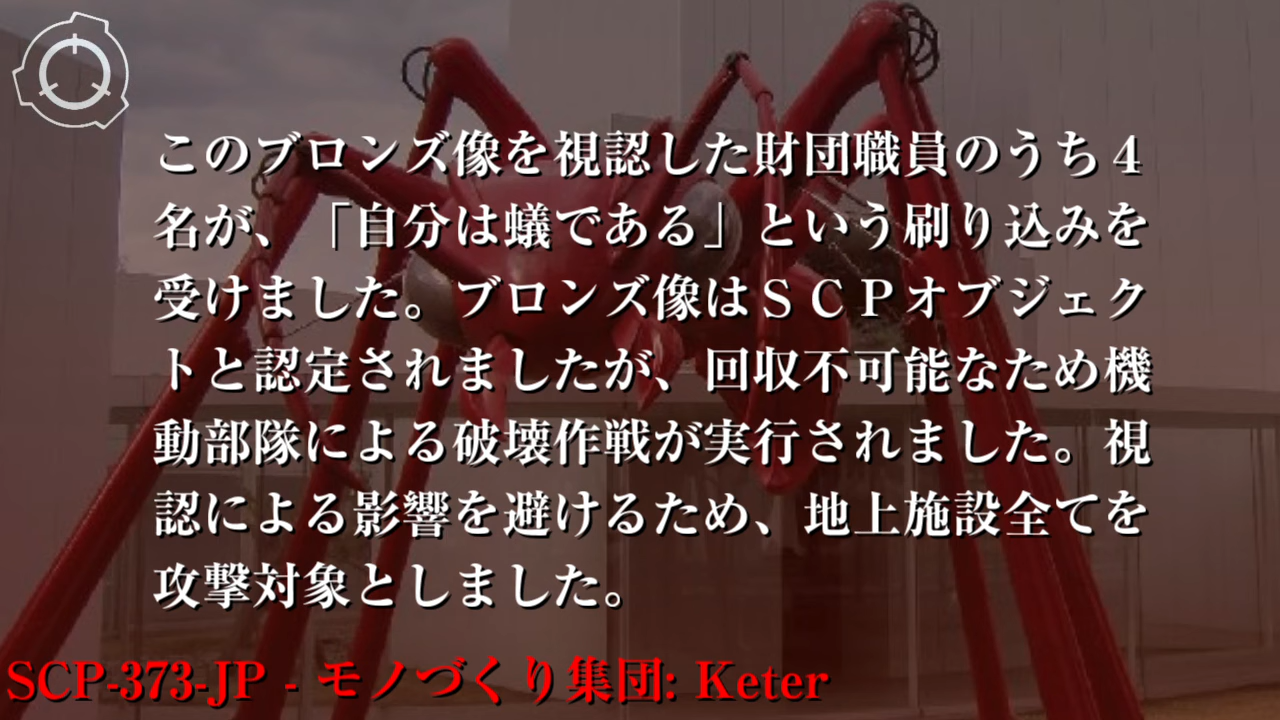 このブロンズ像を視認した財団職員のうち４
名が、「自分は蟻である」という刷り込みを
受けました。ブロンズ像はＳＣＰオブジェク
トと認定されましたが、回収不可能なため機
動部隊による破壊作戦が実行されました。視
認による影響を避けるため、地上施設全てを
攻撃対象としました。
SCP-373-JP - モノづくり集団: Keter